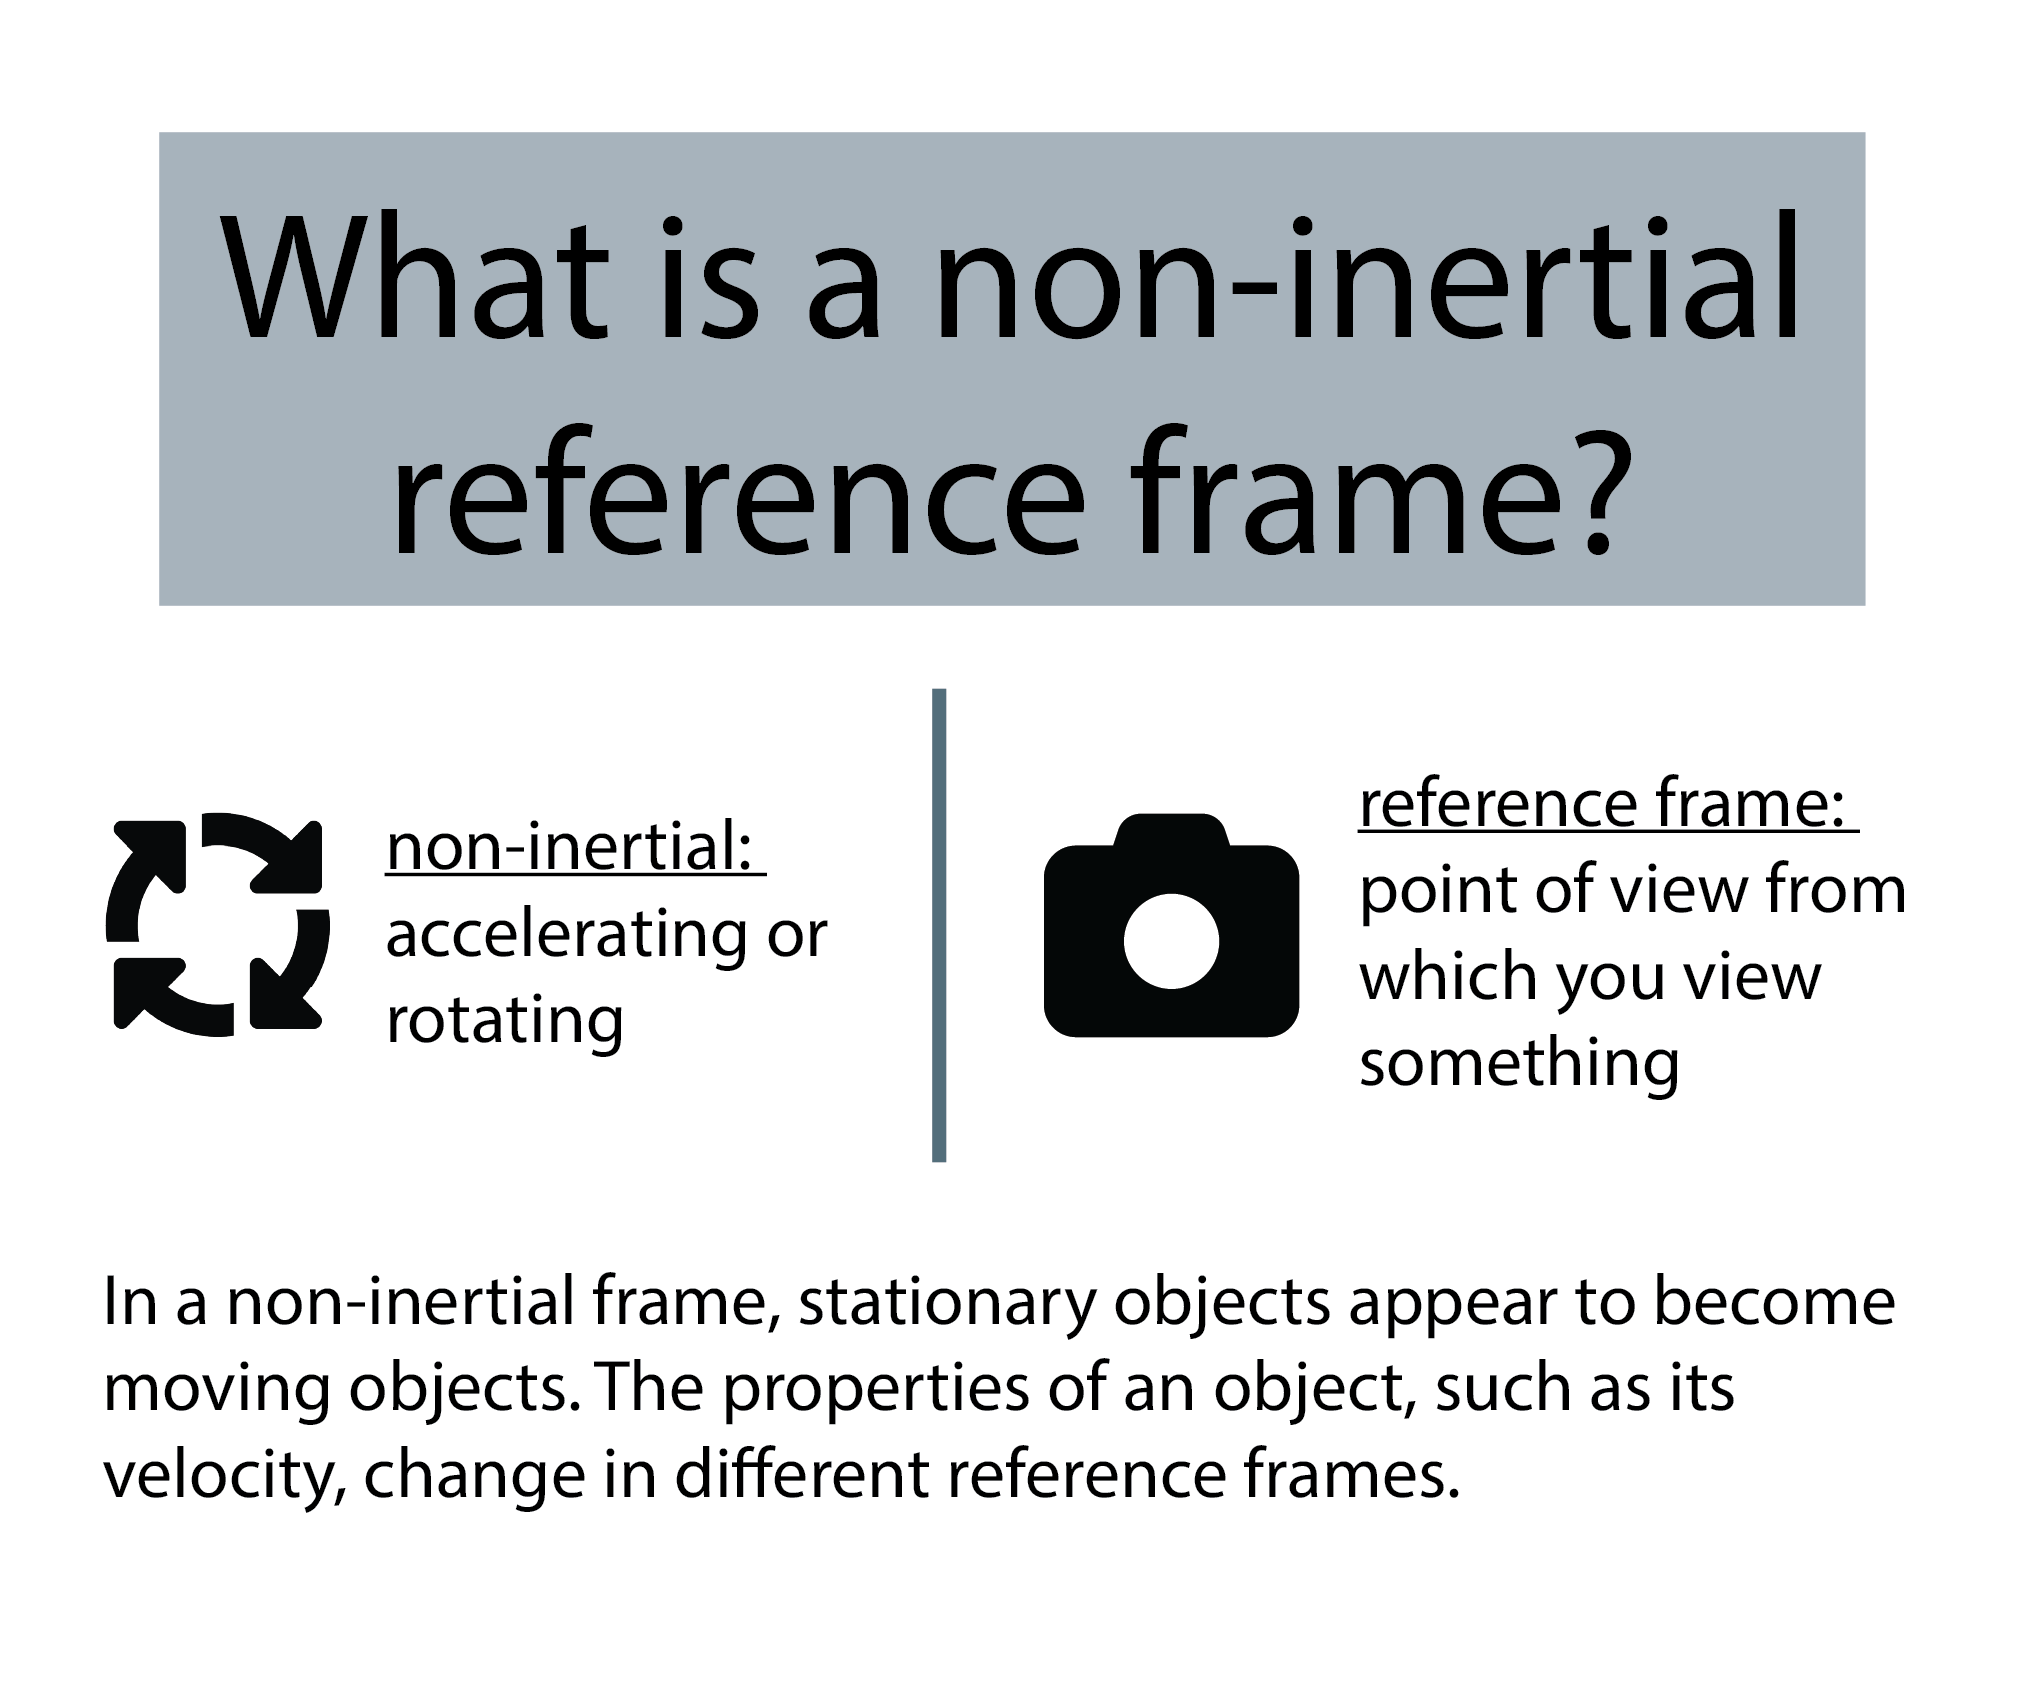 What is a non-inertial
reference frame?
non-inertial:
accelerating or
rotating
reference frame:
point of view from
which you view
something
In a non-inertial frame, stationary objects appear to become
moving objects. The properties of an object, such as its
velocity, change in different reference frames.